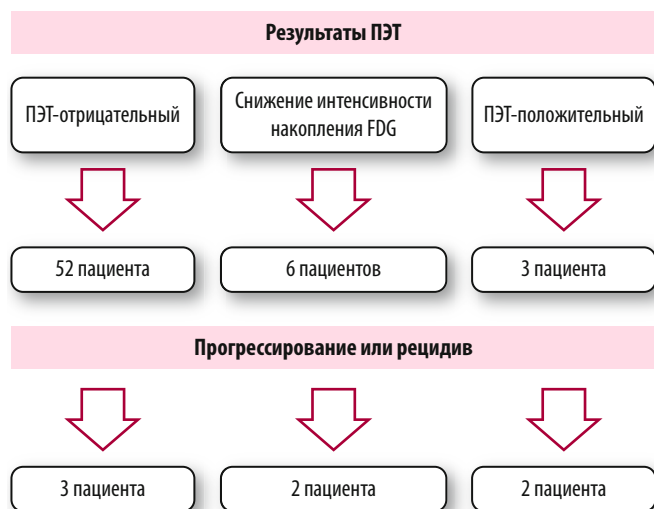 Результаты ПЭТ
ПЭТ-отрицательный
Снижение интенсивности
накопления FDG
ПЭТ-положительный
52 пациента
6 пациентов
3 пациента
Прогрессирование или рецидив
3 пациента
2 пациента
2 пациента